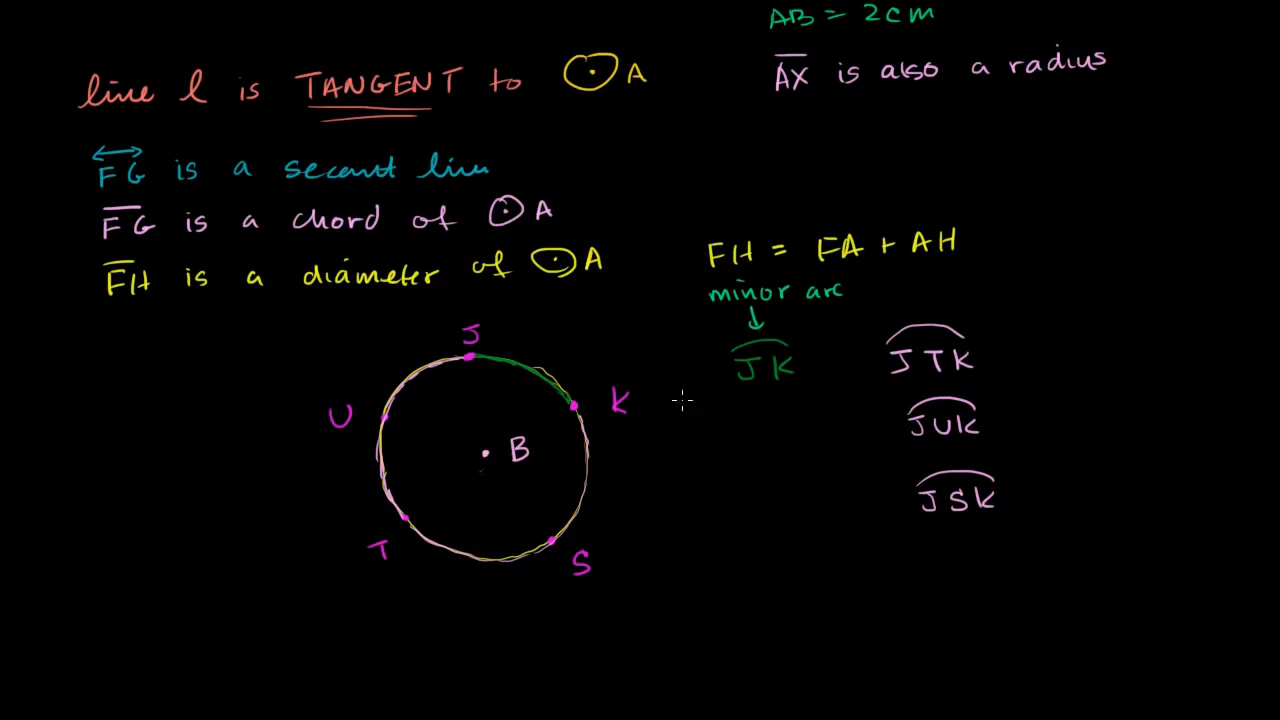 AB = 2cm
line l is TANGENT to ⊙A
AX is also a radius
FG is a secant line
FG is a chord of ⊙A
FH is a diameter of ⊙A
FH = FA + AH
minor arc
JK
JTK
JUK
JSK
J
K
U
B
T
S